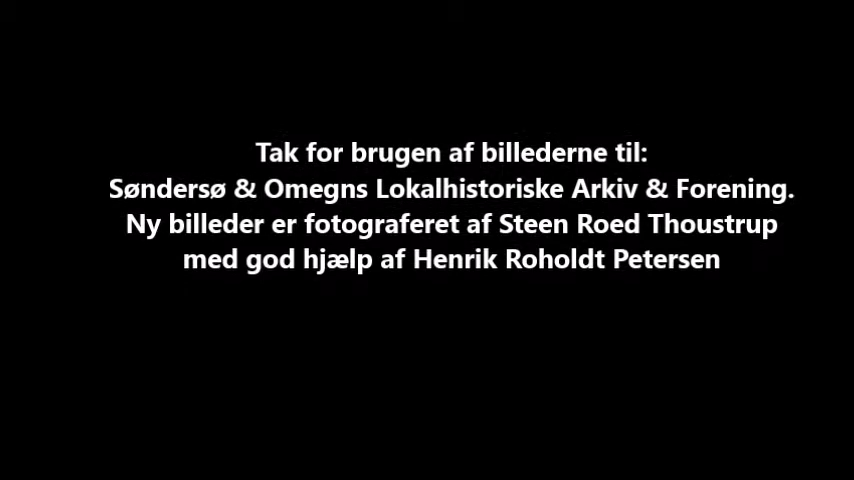 Tak for brugen af billederne til:
Søndersø & Omegns Lokalhistoriske Arkiv & Forening.
Ny billeder er fotograferet af Steen Roed Thoustrup
med god hjælp af Henrik Roholdt Petersen